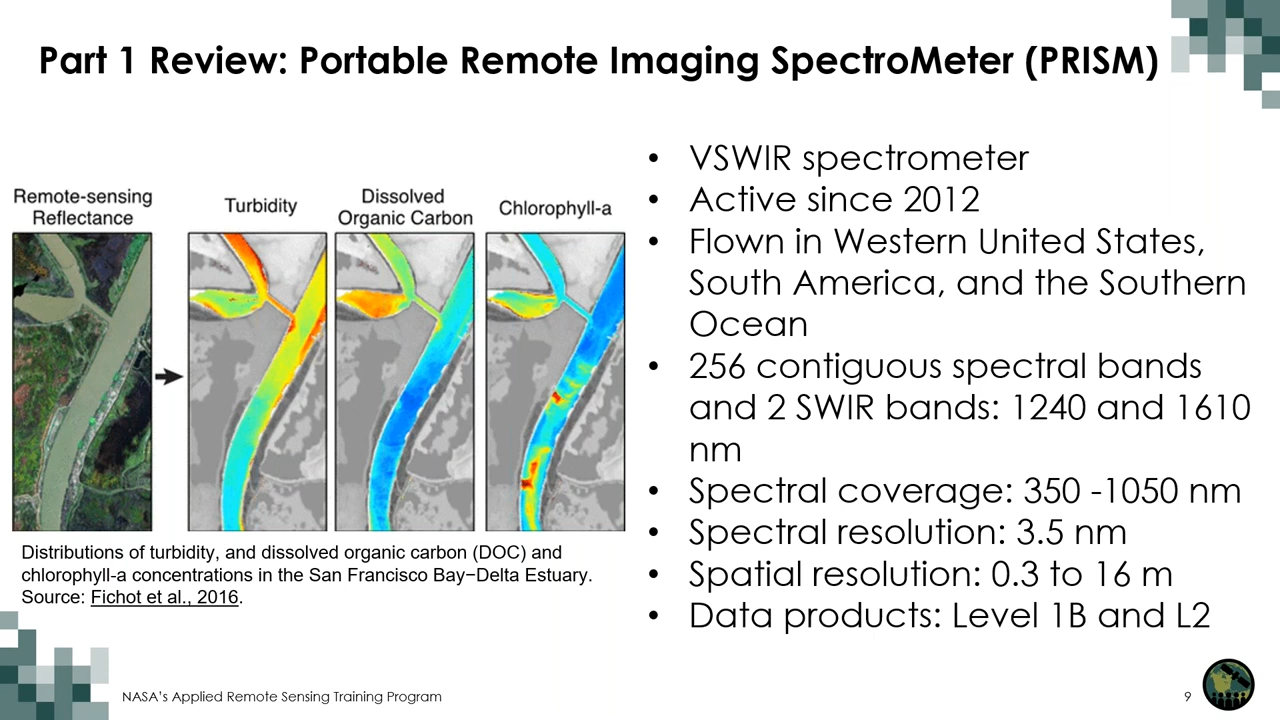 Part 1 Review: Portable Remote Imaging SpectroMeter (PRISM)
Remote-sensing
Reflectance
Turbidity
Dissolved
Organic Carbon
Chlorophyll-a
Distributions of turbidity, and dissolved organic carbon (DOC) and
chlorophyll-a concentrations in the San Francisco Bay−Delta Estuary.
Source: Fichot et al., 2016.
• VSWIR spectrometer
• Active since 2012
• Flown in Western United States,
South America, and the Southern
Ocean
• 256 contiguous spectral bands
and 2 SWIR bands: 1240 and 1610
nm
• Spectral coverage: 350 -1050 nm
• Spectral resolution: 3.5 nm
• Spatial resolution: 0.3 to 16 m
• Data products: Level 1B and L2
NASA’s Applied Remote Sensing Training Program
9